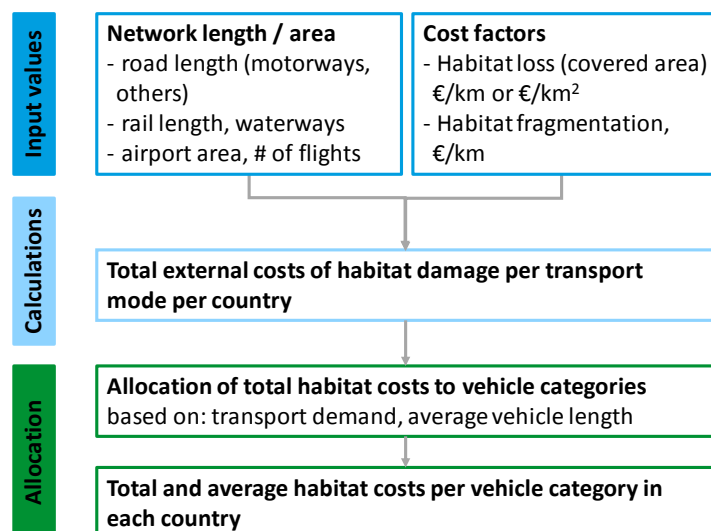 Input values
Network length / area
- road length (motorways,
others)
- rail length, waterways
- airport area, # of flights
Cost factors
- Habitat loss (covered area)
€/km or €/km²
- Habitat fragmentation,
€/km
Calculations
Total external costs of habitat damage per transport
mode per country
Allocation
Allocation of total habitat costs to vehicle categories
based on: transport demand, average vehicle length
Total and average habitat costs per vehicle category in
each country